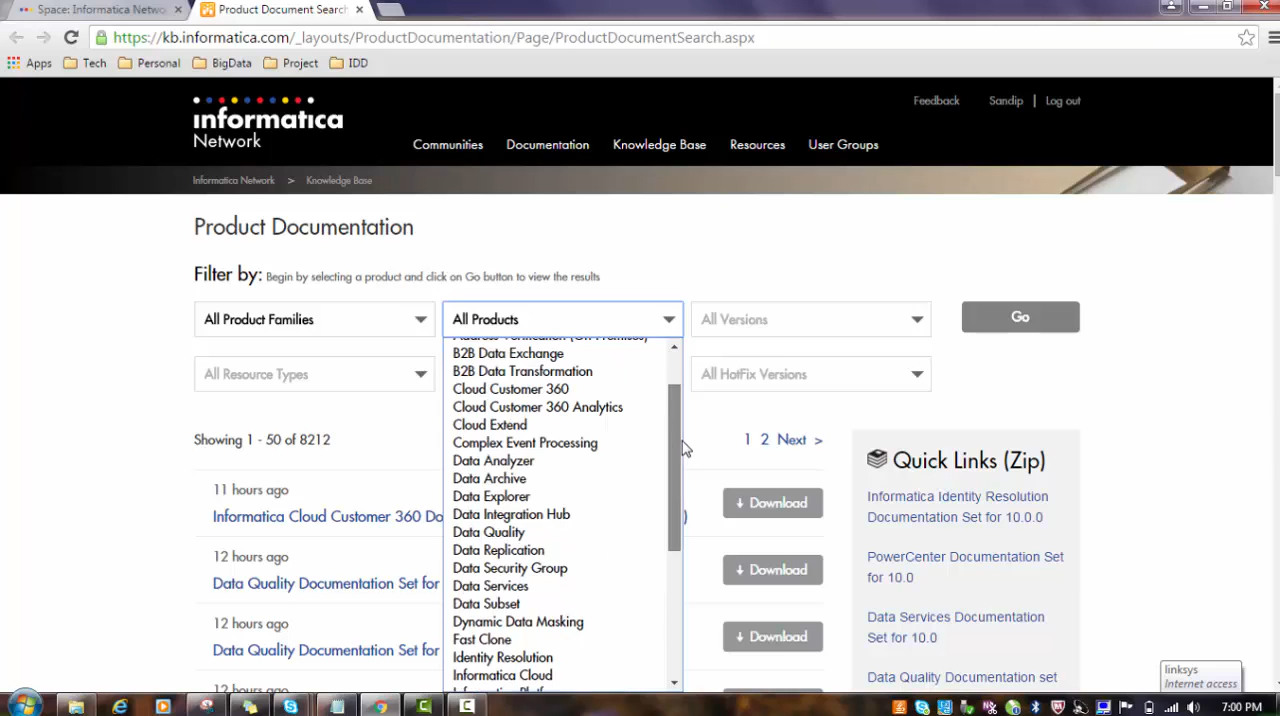 Space: Informatica Netwo
Product Document Search
https://kb.informatica.com/_layouts/ProductDocumentation/Page/ProductDocumentSearch.aspx
Apps Tech Personal BigData Project IDD
informatica
Network
Feedback Sandip | Log out
Communities Documentation Knowledge Base Resources User Groups
Informatica Network > Knowledge Base
Product Documentation
Filter by: Begin by selecting a product and click on Go button to view the results
All Product Families
All Products
All Versions
Go
All Resource Types
All HotFix Versions
Address Verification (On Premises)
B2B Data Exchange
B2B Data Transformation
Cloud Customer 360
Cloud Customer 360 Analytics
Cloud Extend
Complex Event Processing
Data Analyzer
Data Archive
Data Explorer
Data Integration Hub
Data Quality
Data Replication
Data Security Group
Data Services
Data Subset
Dynamic Data Masking
Fast Clone
Identity Resolution
Informatica Cloud
Showing 1 - 50 of 8212
1 2 Next >
11 hours ago
Informatica Cloud Customer 360 Do )
Download
12 hours ago
Data Quality Documentation Set for
Download
12 hours ago
Data Quality Documentation Set for
Download
12 hours ago
Quick Links (Zip)
Informatica Identity Resolution
Documentation Set for 10.0.0
PowerCenter Documentation Set
for 10.0
Data Services Documentation
Set for 10.0
Data Quality Documentation set
linksys
Internet access
7:00 PM